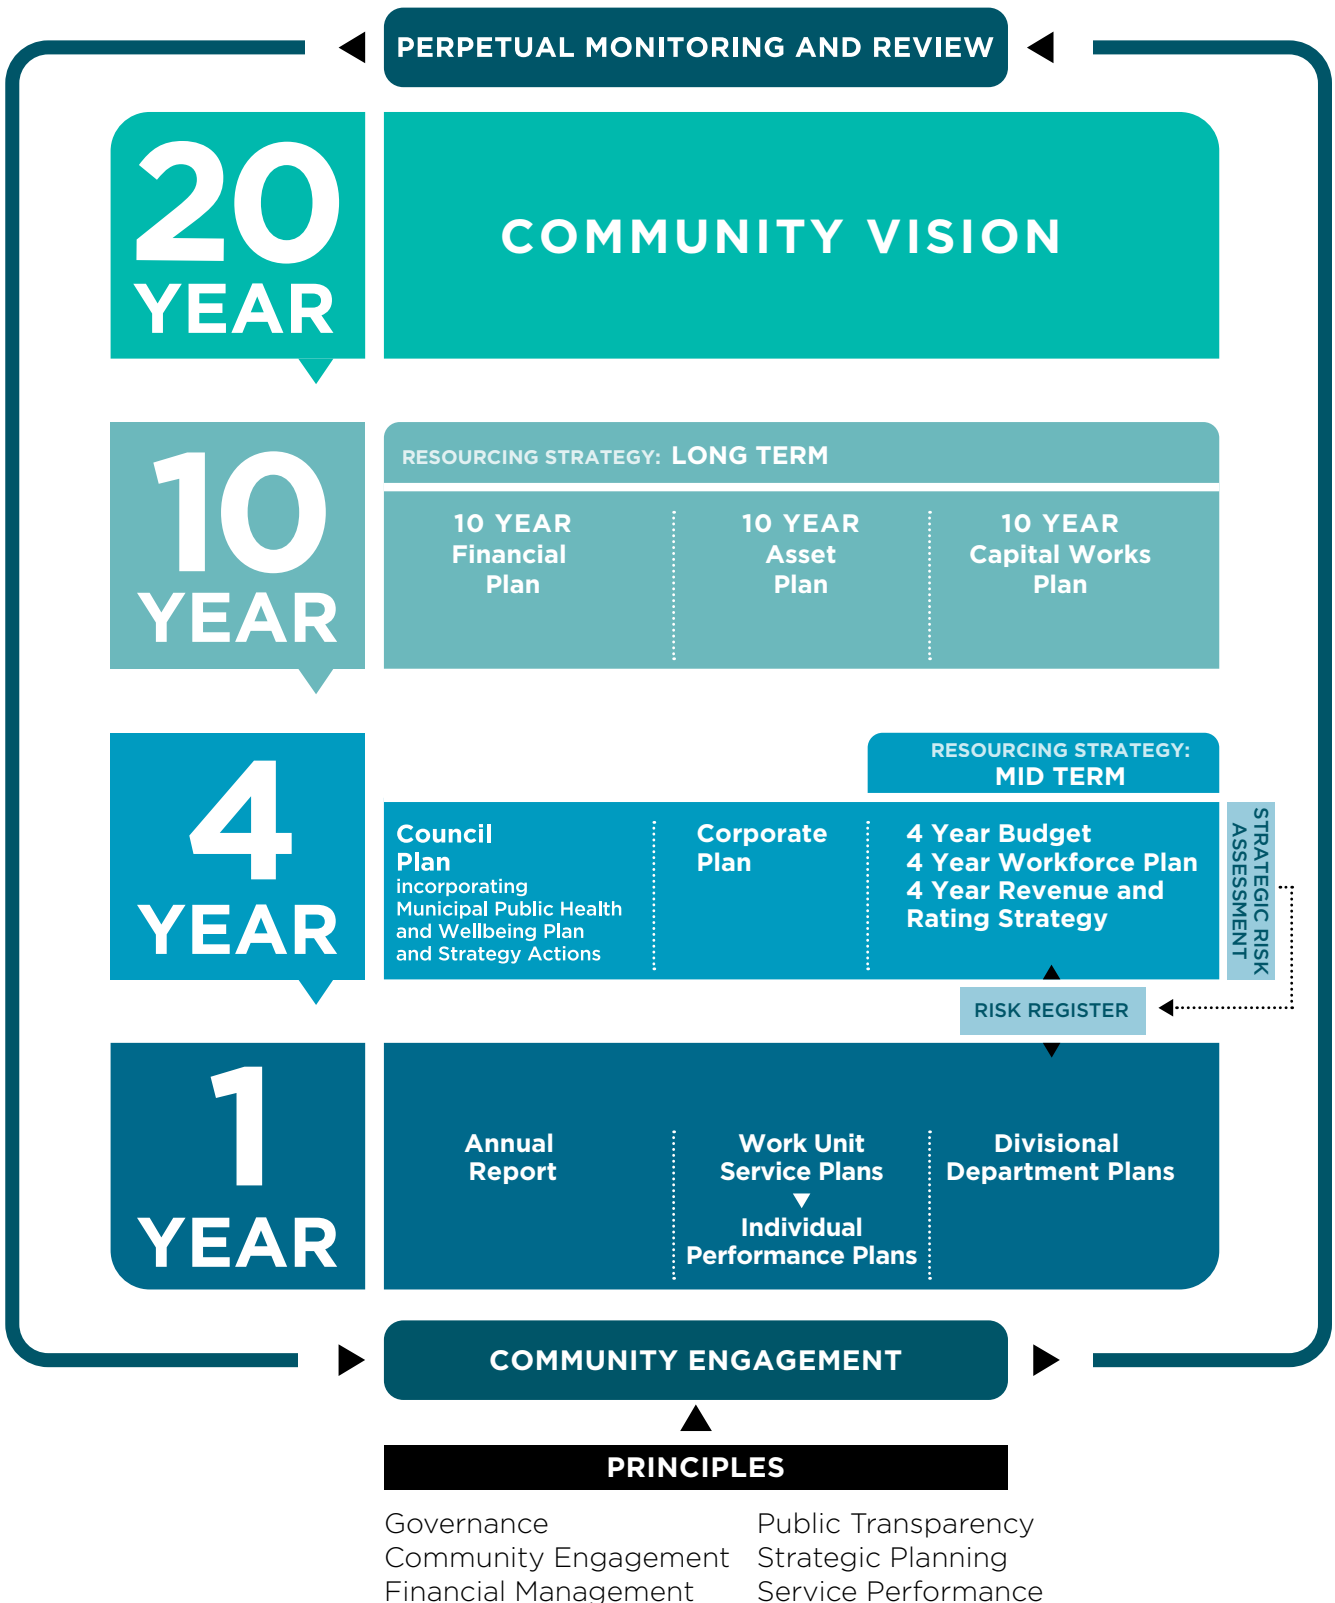 PERPETUAL MONITORING AND REVIEW
20
YEAR
COMMUNITY VISION
10
YEAR
RESOURCING STRATEGY: LONG TERM
10 YEAR
Financial
Plan
10 YEAR
Asset
Plan
10 YEAR
Capital Works
Plan
4
YEAR
RESOURCING STRATEGY:
MID TERM
Council
Plan
incorporating
Municipal Public Health
and Wellbeing Plan
and Strategy Actions
Corporate
Plan
4 Year Budget
4 Year Workforce Plan
4 Year Revenue and
Rating Strategy
STRATEGIC RISK
ASSESSMENT
RISK REGISTER
1
YEAR
Annual
Report
Work Unit
Service Plans
Individual
Performance Plans
Divisional
Department Plans
COMMUNITY ENGAGEMENT
PRINCIPLES
Governance
Community Engagement
Financial Management
Public Transparency
Strategic Planning
Service Performance